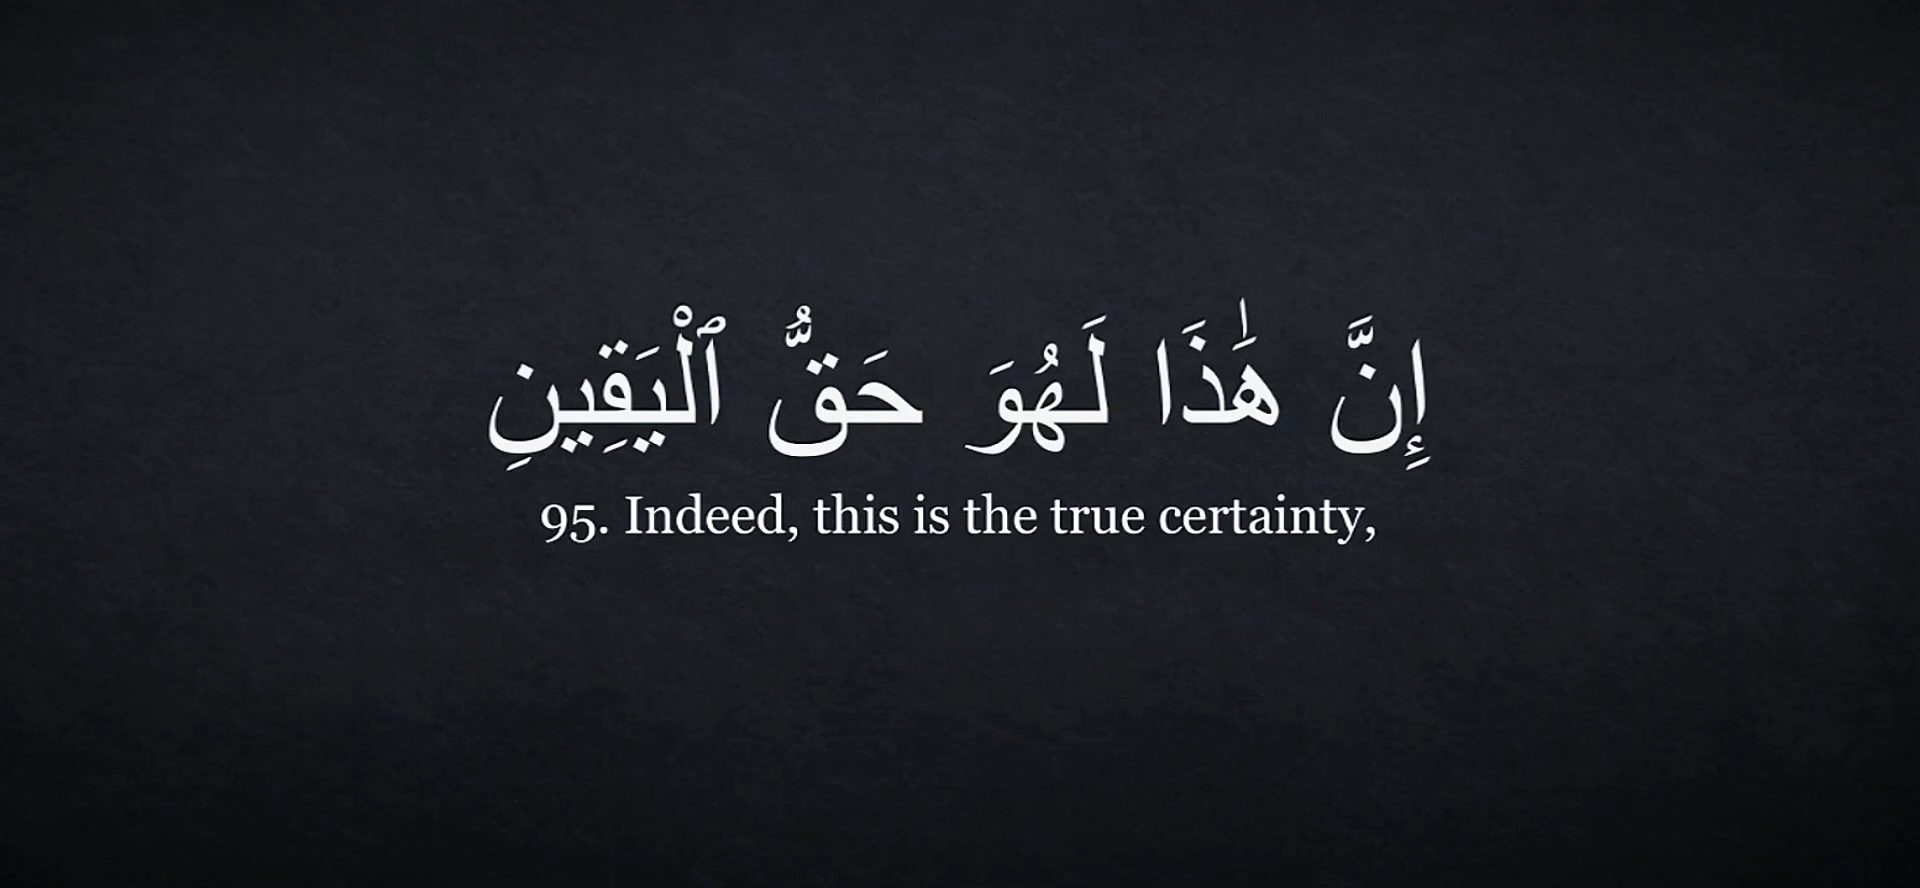 إِنَّ هَٰذَا لَهُوَ حَقُّ ٱلْيَقِينِ
95. Indeed, this is the true certainty,